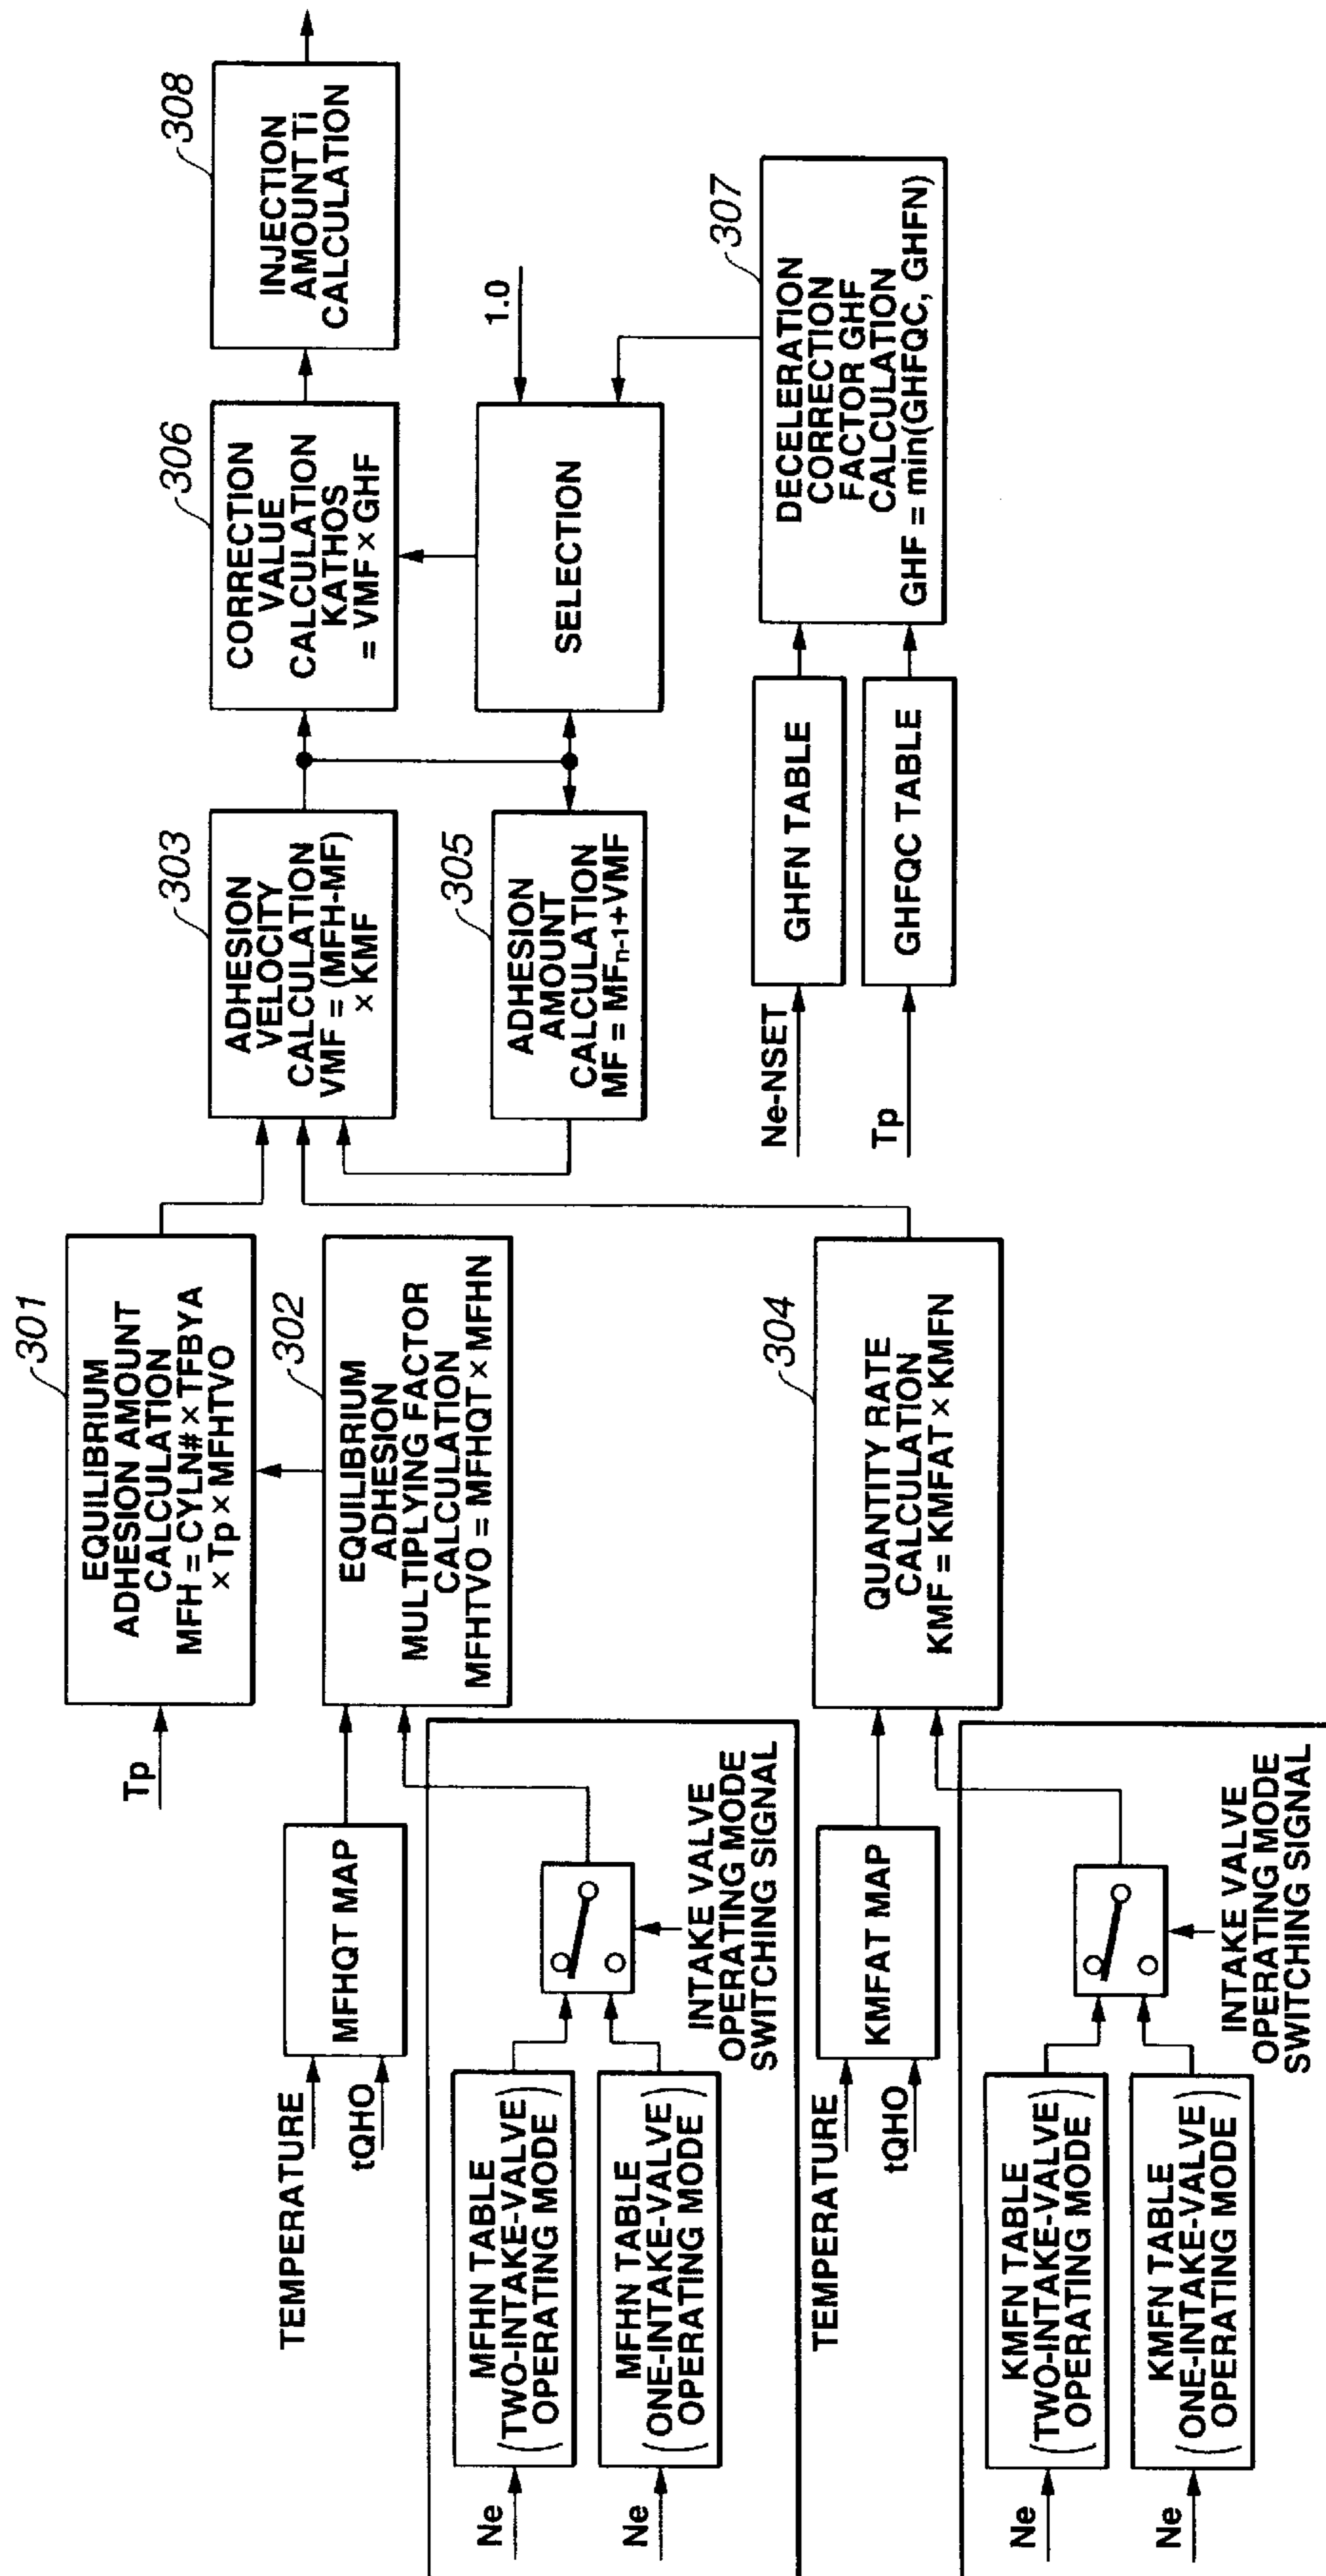 Tp
301
EQUILIBRIUM
ADHESION AMOUNT
CALCULATION
MFH = CYLN# × TFBYA
× Tp × MFHTVO
TEMPERATURE
tQHO
MFHQT MAP
302
EQUILIBRIUM
ADHESION
MULTIPLYING FACTOR
CALCULATION
MFHTVO = MFHQT × MFHN
Ne
MFHN TABLE
(TWO-INTAKE-VALVE
OPERATING MODE)
Ne
MFHN TABLE
(ONE-INTAKE-VALVE
OPERATING MODE)
INTAKE VALVE
OPERATING MODE
SWITCHING SIGNAL
TEMPERATURE
tQHO
KMFAT MAP
304
QUANTITY RATE
CALCULATION
KMF = KMFAT × KMFN
Ne
KMFN TABLE
(TWO-INTAKE-VALVE
OPERATING MODE)
Ne
KMFN TABLE
(ONE-INTAKE-VALVE
OPERATING MODE)
INTAKE VALVE
OPERATING MODE
SWITCHING SIGNAL
303
ADHESION
VELOCITY
CALCULATION
VMF = (MFH-MF)
× KMF
305
ADHESION
AMOUNT
CALCULATION
MF = MFn-1+VMF
306
CORRECTION
VALUE
CALCULATION
KATHOS
= VMF × GHF
SELECTION
1.0
308
INJECTION
AMOUNT Ti
CALCULATION
Ne-NSET
GHFN TABLE
Tp
GHFQC TABLE
307
DECELERATION
CORRECTION
FACTOR GHF
CALCULATION
GHF = min(GHFQC, GHFN)